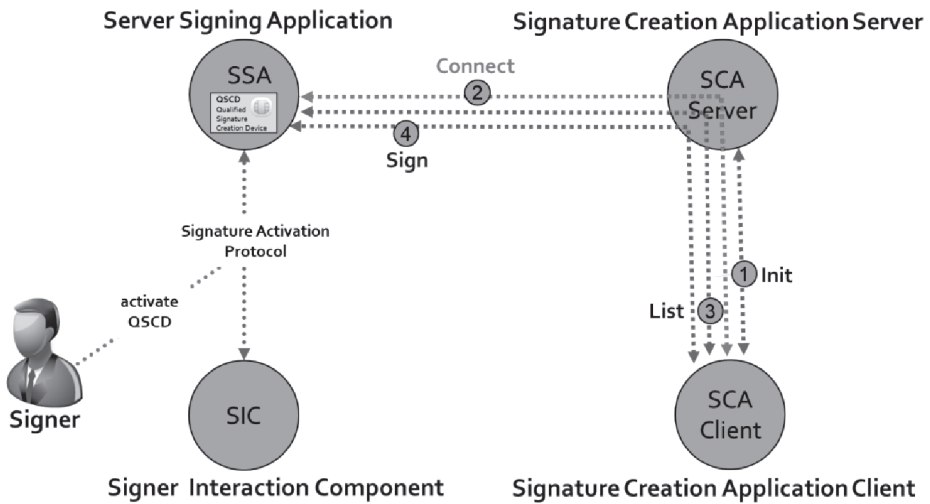 Server Signing Application
Signature Creation Application Server
SSA
QSCD
Qualified
Signature
Creation Device
Connect
2
SCA
Server
4
Sign
Signature Activation
Protocol
1 Init
activate
QSCD
List 3
Signer
SIC
SCA
Client
Signer Interaction Component
Signature Creation Application Client